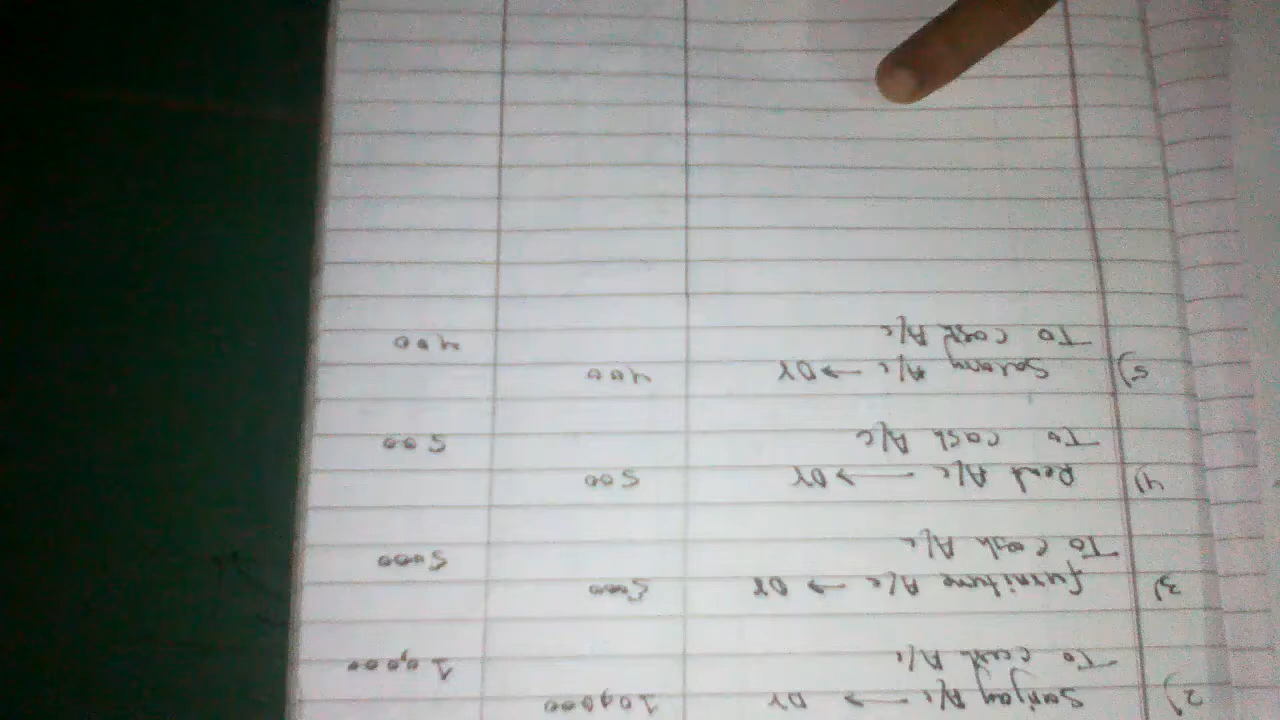 2) Sanjay A/c → Dr 10,000
To cash A/c 10,000
3) furniture A/c → Dr 5000
To cash A/c 5000
4) Rent A/c → Dr 500
To cash A/c 500
5) Salary A/c → Dr 400
To cash A/c 400